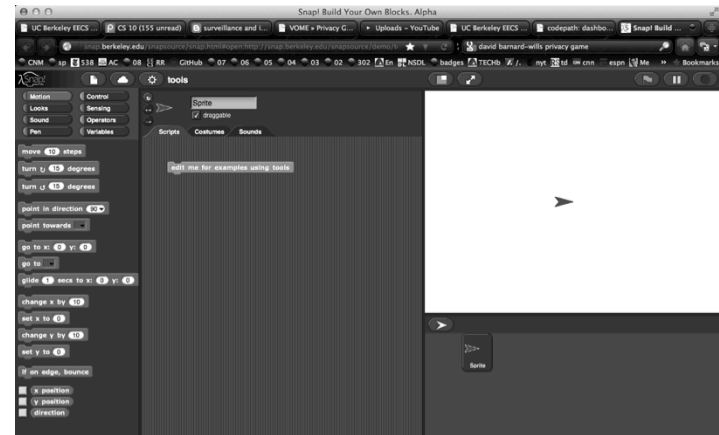 Snap! Build Your Own Blocks. Alpha
UC Berkeley EECS ... CS 10 (155 unread) surveillance and i... VOME » Privacy G... Uploads – YouTube UC Berkeley EECS ... codepath: dashbo... Snap! Build ...
snap.berkeley.edu/snapsource/snap.html#open:http://snap.berkeley.edu/snapsource/demo/t david barnard-wills privacy game
CNM sp 538 AC 08 RR GitHub 07 06 05 04 03 02 302 En NSDL badges TECHb nyt td cnn espn Me » Bookmarks
Snap! tools
Motion Control
Looks Sensing
Sound Operators
Pen Variables
Sprite
draggable
Scripts Costumes Sounds
move 10 steps
turn 15 degrees
turn 15 degrees
point in direction 90
point towards
go to x: 0 y: 0
go to
glide 1 secs to x: 0 y: 0
change x by 10
set x to 0
change y by 10
set y to 0
if on edge, bounce
x position
y position
direction
edit me for examples using tools
Sprite